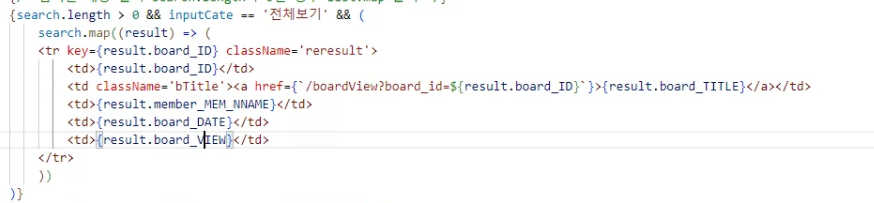 {search.length > 0 && inputCate == '전체보기' && (
search.map((result) => (
<tr key={result.board_ID} className='reresult'>
<td>{result.board_ID}</td>
<td className='bTitle'><a href={`/boardView?board_id=${result.board_ID}`}>{result.board_TITLE}</a></td>
<td>{result.member_MEM_NNAME}</td>
<td>{result.board_DATE}</td>
<td>{result.board_VIEW}</td>
</tr>
))
)}